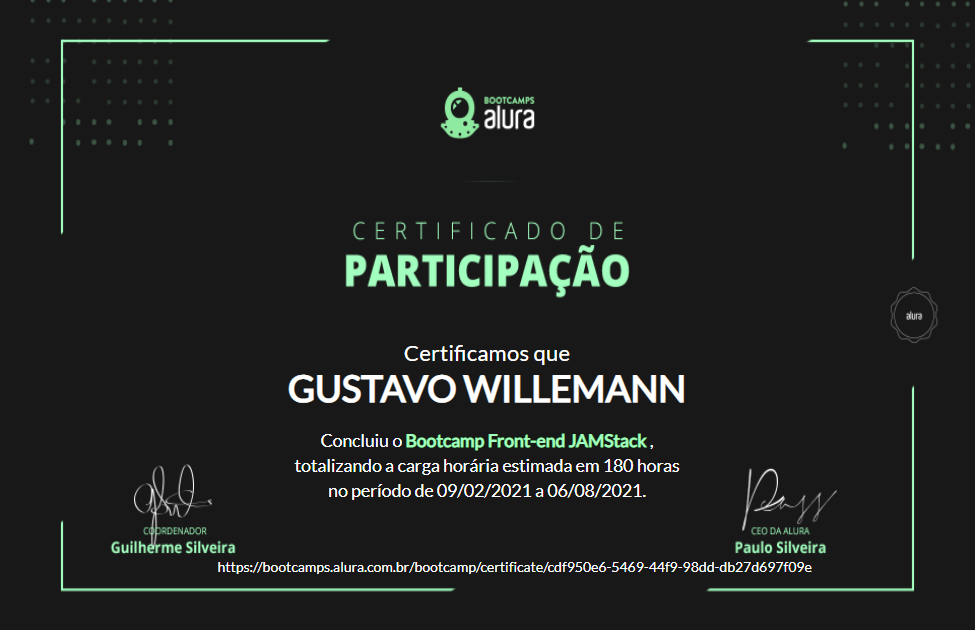 BOOTCAMPS
alura
CERTIFICADO DE
PARTICIPAÇÃO
alura
Certificamos que
GUSTAVO WILLEMANN
Concluiu o Bootcamp Front-end JAMStack ,
totalizando a carga horária estimada em 180 horas
no período de 09/02/2021 a 06/08/2021.
COORDENADOR
Guilherme Silveira
CEO DA ALURA
Paulo Silveira
https://bootcamps.alura.com.br/bootcamp/certificate/cdf950e6-5469-44f9-98dd-db27d697f09e